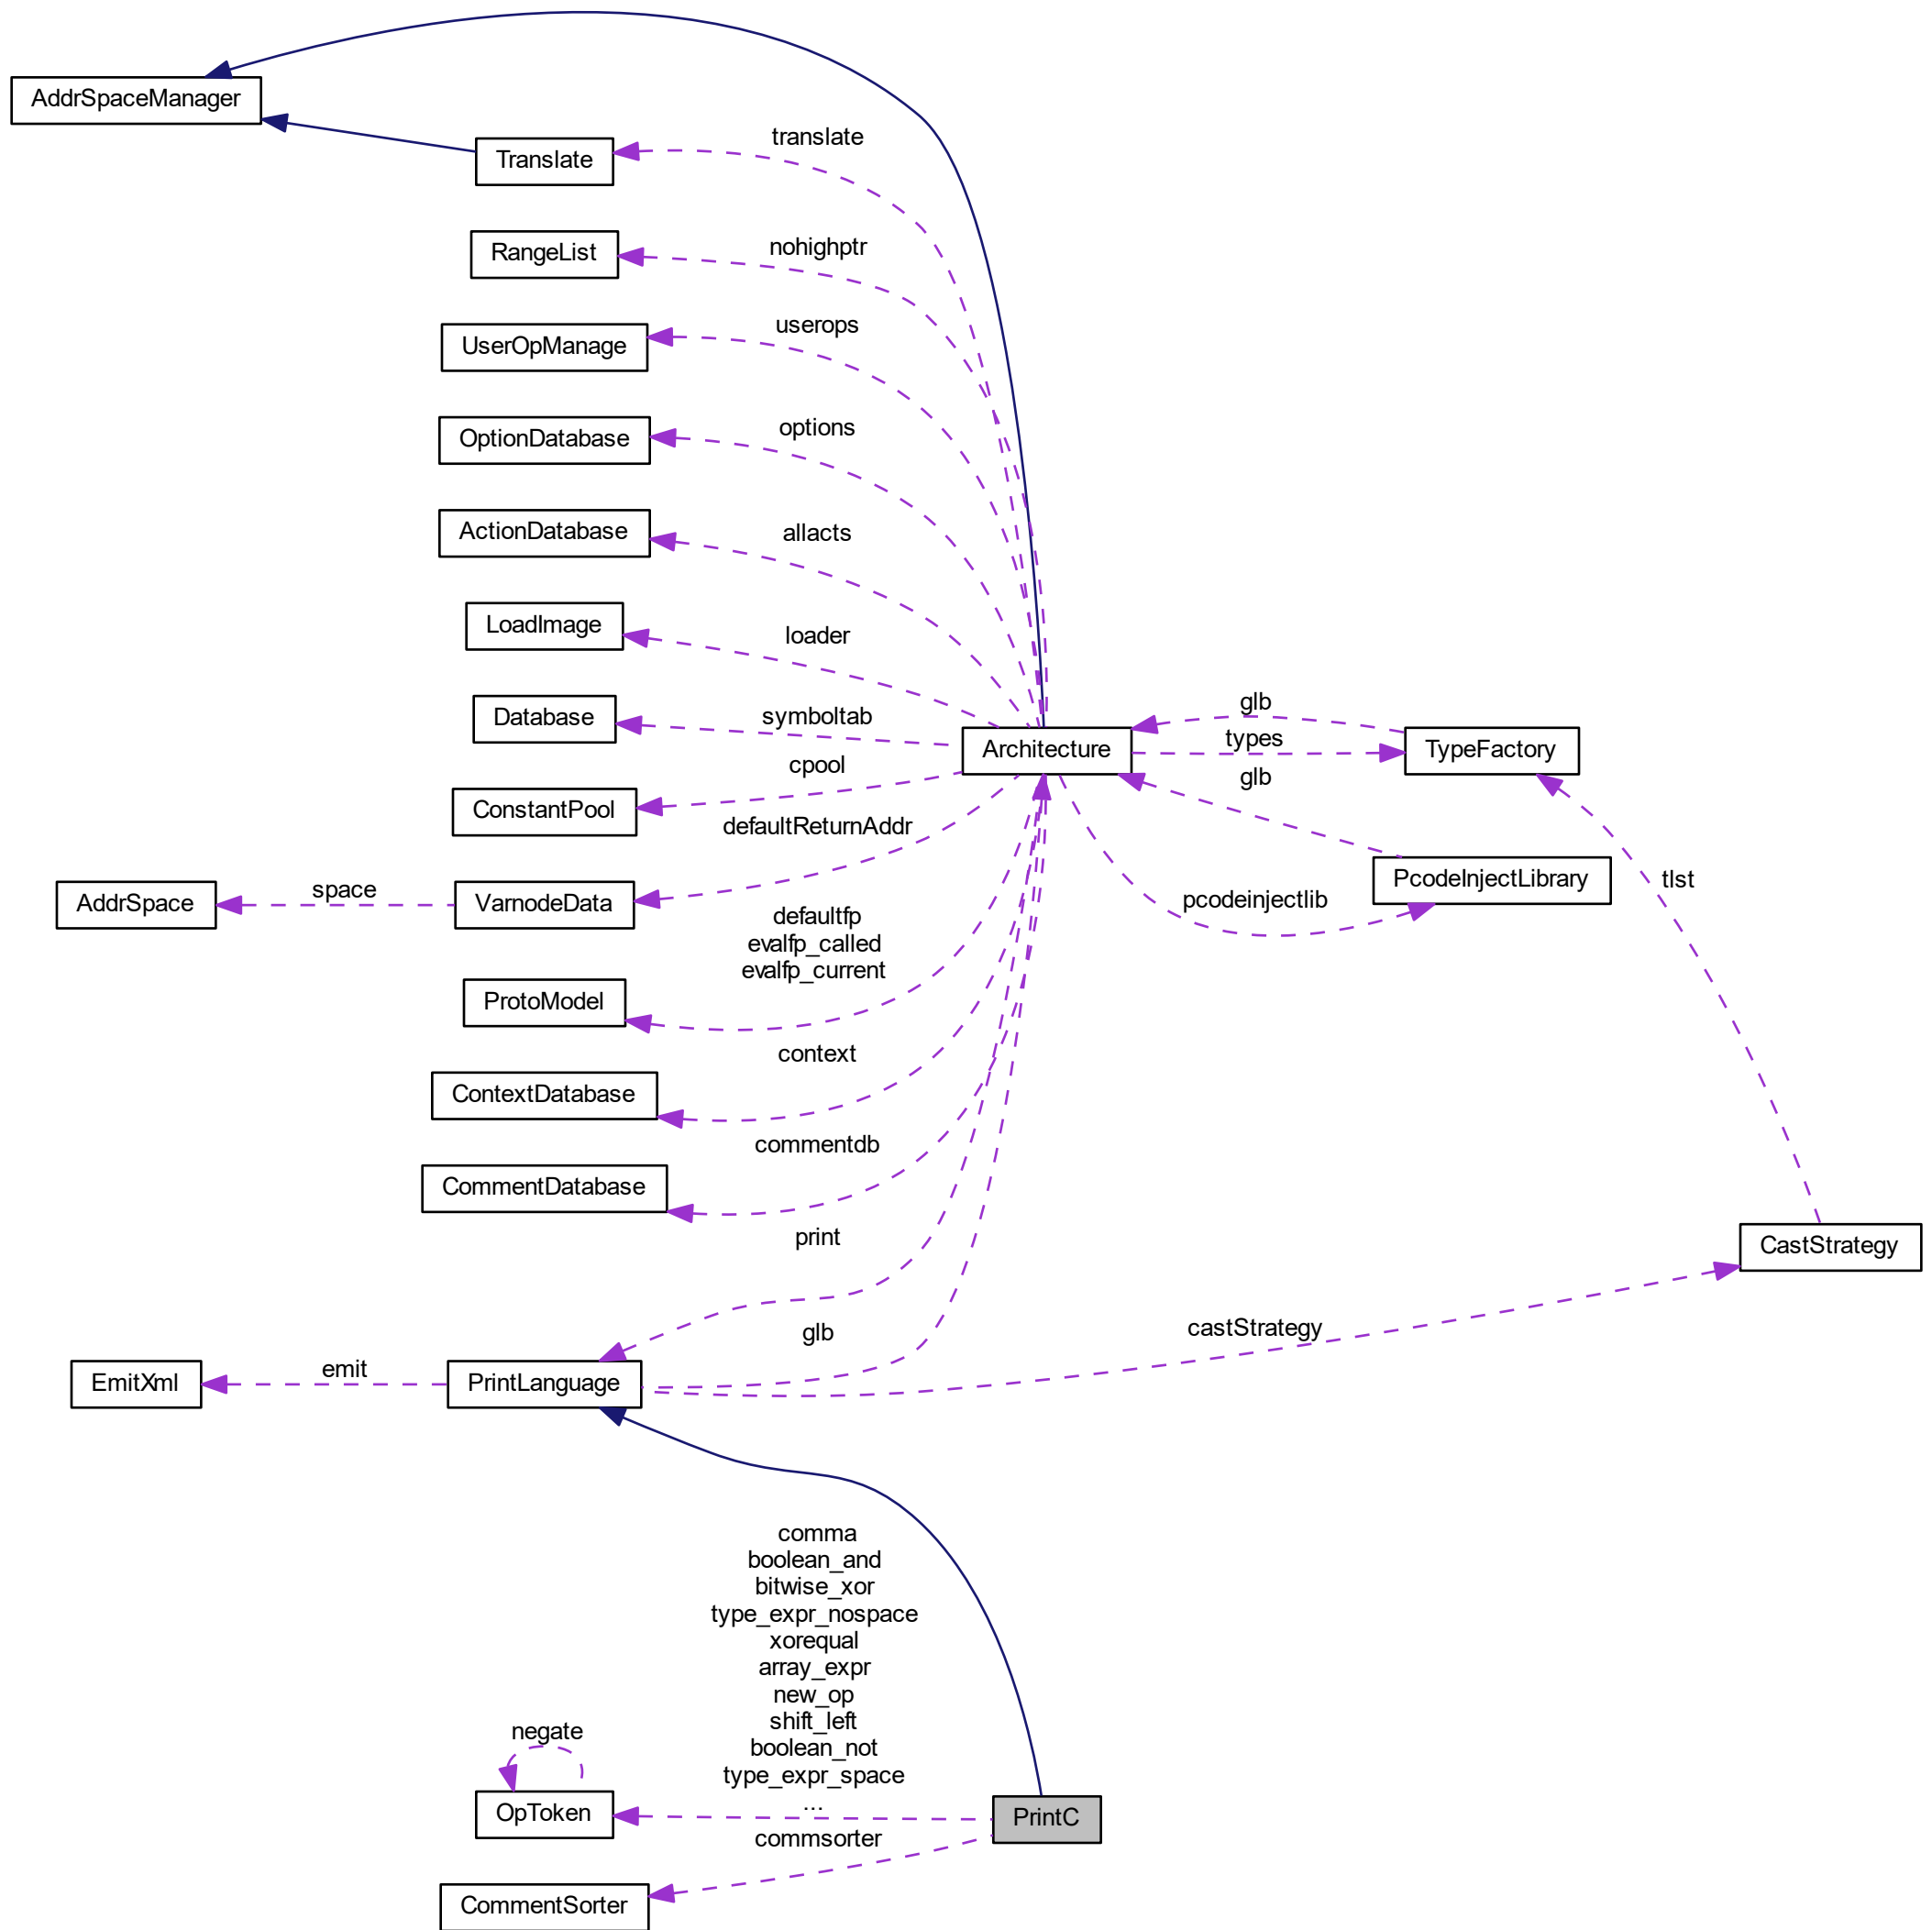 AddrSpaceManager
translate
Translate
nohighptr
RangeList
userops
UserOpManage
options
OptionDatabase
allacts
ActionDatabase
loader
LoadImage
symboltab
Database
glb
types
Architecture
TypeFactory
cpool
glb
ConstantPool
defaultReturnAddr
PcodeInjectLibrary
tlst
space
AddrSpace
VarnodeData
pcodeinjectlib
defaultfp
evalfp_called
evalfp_current
ProtoModel
context
ContextDatabase
commentdb
CommentDatabase
print
CastStrategy
glb
castStrategy
emit
EmitXml
PrintLanguage
comma
boolean_and
bitwise_xor
type_expr_nospace
xorequal
array_expr
new_op
shift_left
boolean_not
type_expr_space
...
negate
OpToken
PrintC
commsorter
CommentSorter